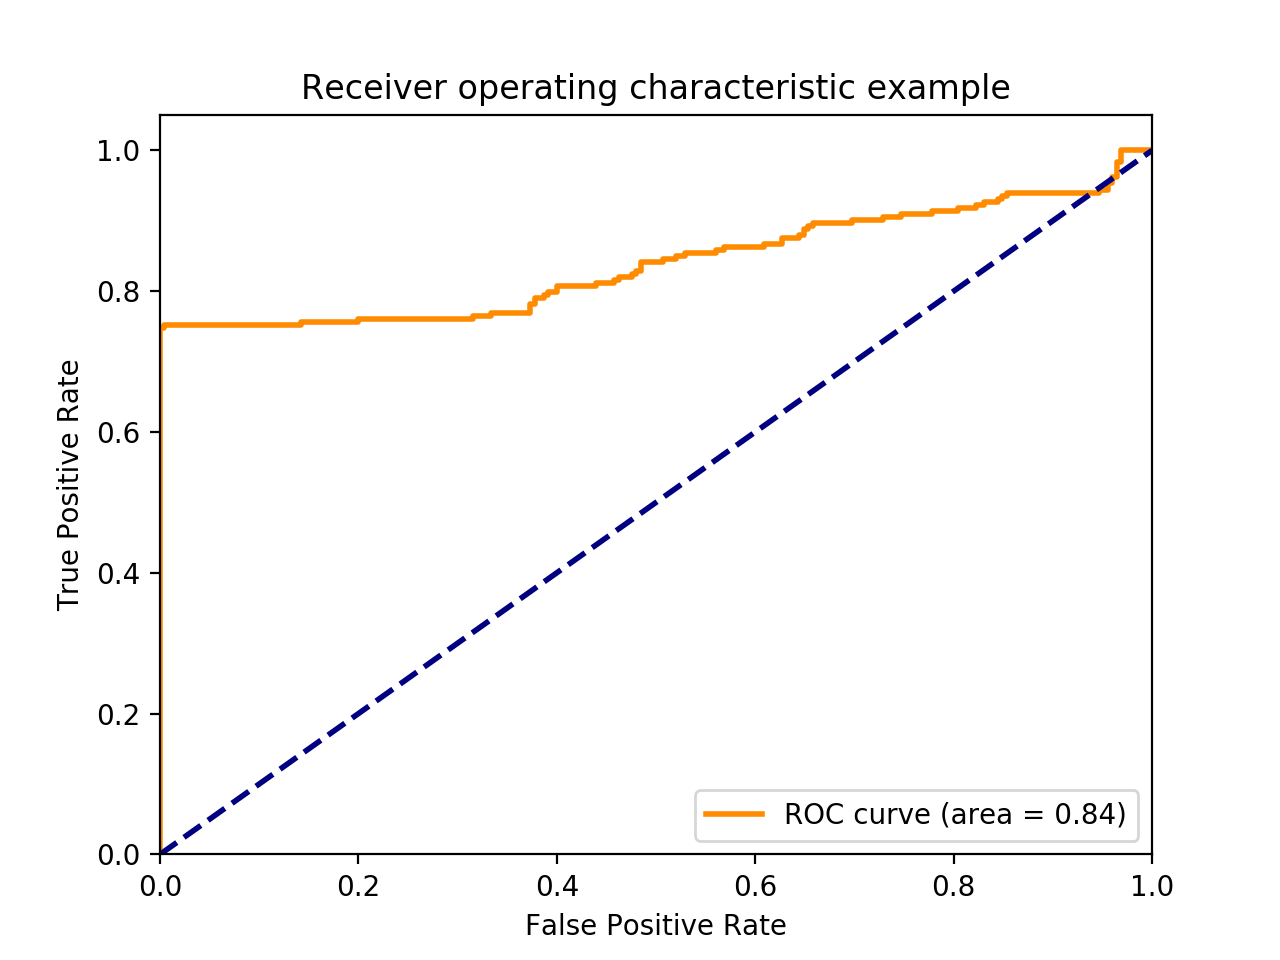 Receiver operating characteristic example
1.0
0.8
0.6
0.4
0.2
0.0
True Positive Rate
ROC curve (area = 0.84)
0.0 0.2 0.4 0.6 0.8 1.0
False Positive Rate